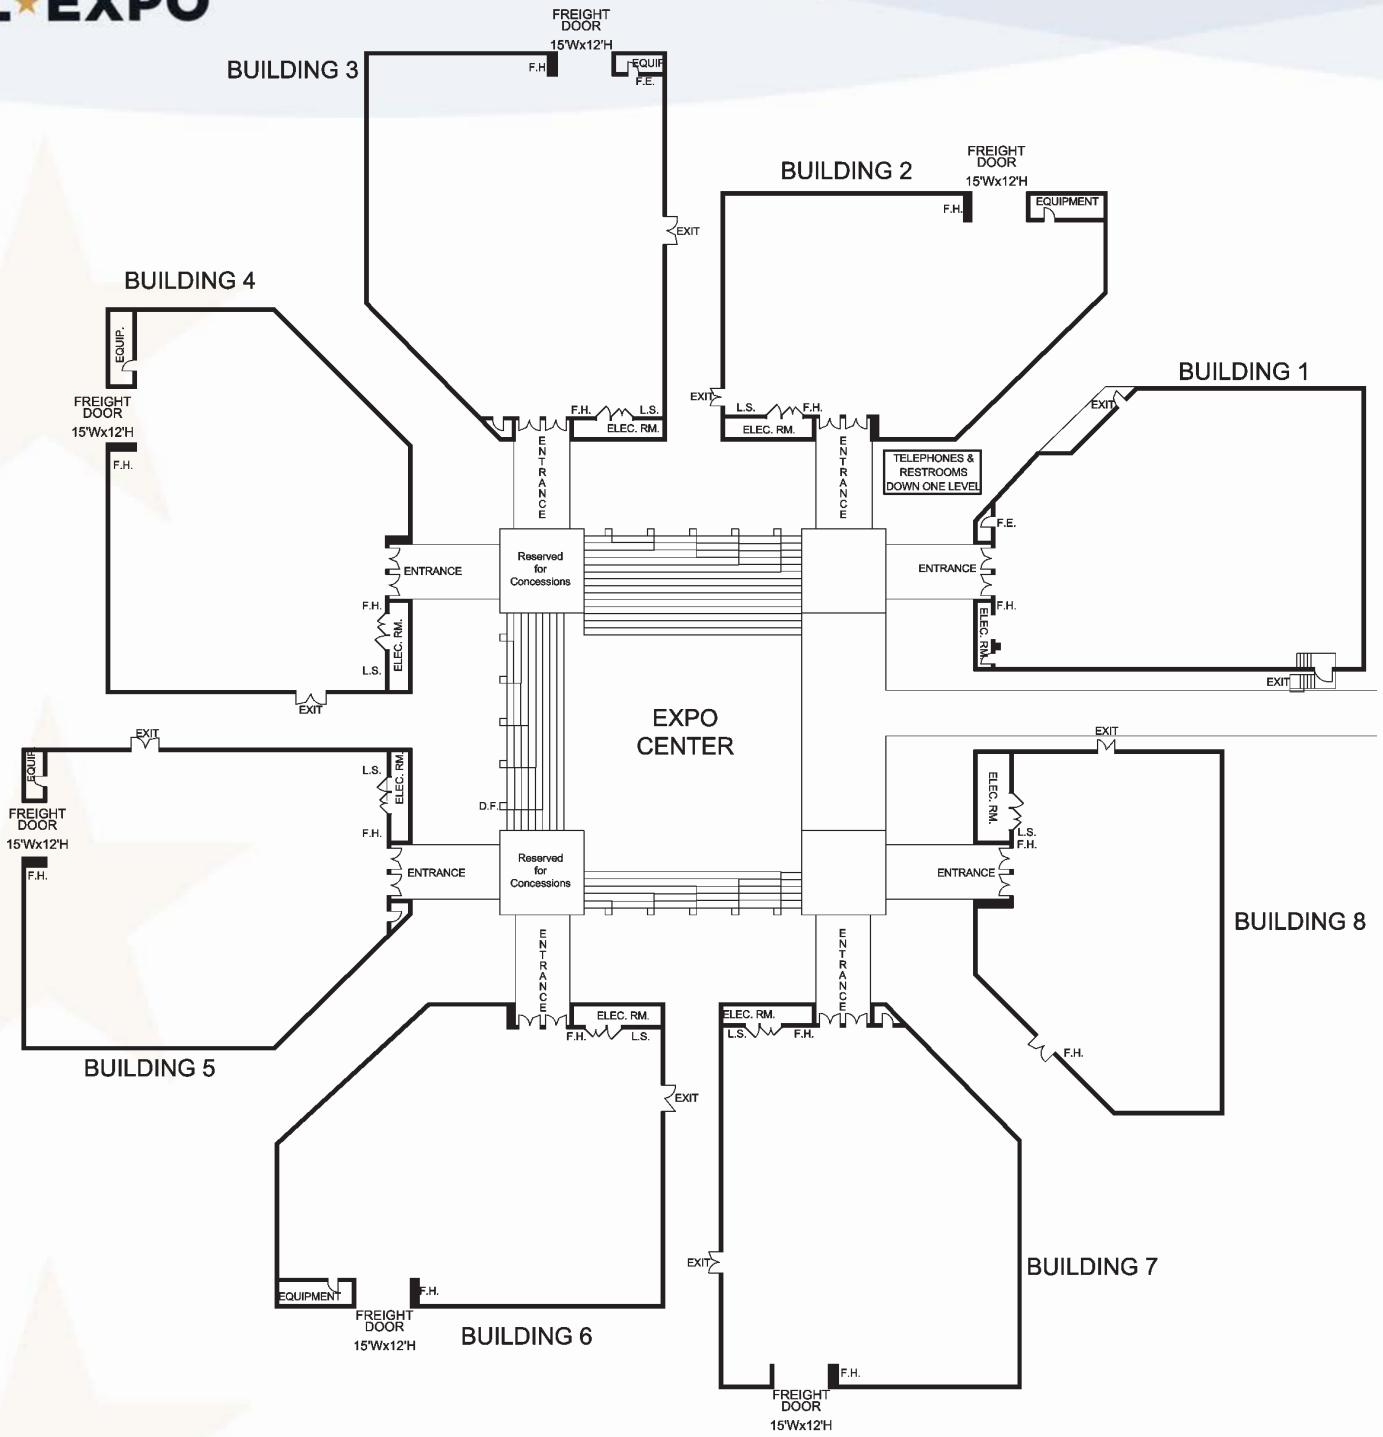 EXPO
FREIGHT
DOOR
15'Wx12'H
BUILDING 3
F.H.
EQUIP
F.E.
EXIT
BUILDING 2
FREIGHT
DOOR
15'Wx12'H
F.H.
EQUIPMENT
BUILDING 4
EQUIP.
FREIGHT
DOOR
15'Wx12'H
F.H.
BUILDING 1
EXIT
EXIT
F.H.
L.S.
ELEC. RM.
L.S.
F.H.
ELEC. RM.
ENTRANCE
ENTRANCE
TELEPHONES &
RESTROOMS
DOWN ONE LEVEL
F.E.
Reserved
for
Concessions
ENTRANCE
ENTRANCE
F.H.
ELEC. RM.
L.S.
F.H.
ELEC. RM.
EXIT
EXIT
EXPO
CENTER
EXIT
EXIT
EQUIP.
L.S.
ELEC. RM.
F.H.
FREIGHT
DOOR
15'Wx12'H
F.H.
D.F.
ELEC. RM.
L.S.
F.H.
ENTRANCE
Reserved
for
Concessions
ENTRANCE
BUILDING 8
ENTRANCE
ENTRANCE
BUILDING 5
ELEC. RM.
F.H.
L.S.
ELEC. RM.
L.S.
F.H.
F.H.
EXIT
EXIT
BUILDING 7
EQUIPMENT
F.H.
FREIGHT
DOOR
15'Wx12'H
BUILDING 6
F.H.
FREIGHT
DOOR
15'Wx12'H